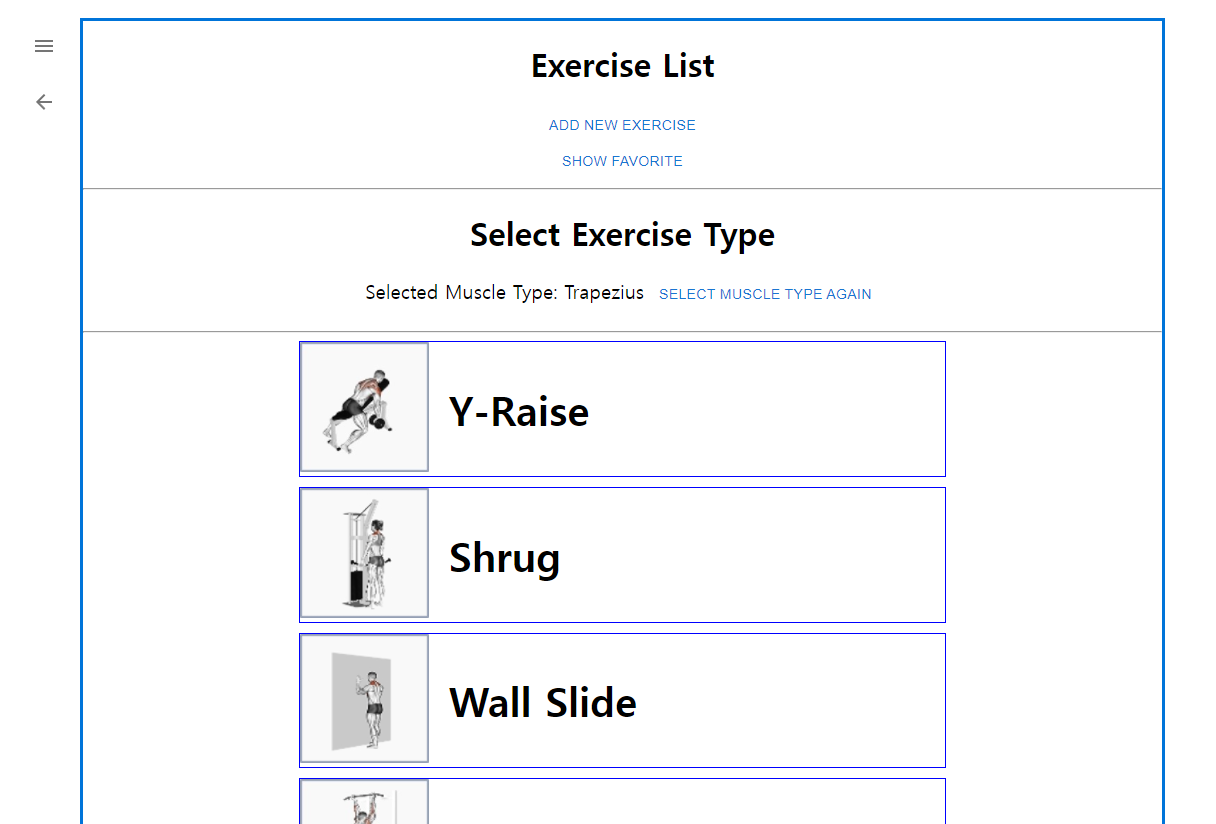 Exercise List
ADD NEW EXERCISE
SHOW FAVORITE
Select Exercise Type
Selected Muscle Type: Trapezius SELECT MUSCLE TYPE AGAIN
Y-Raise
Shrug
Wall Slide